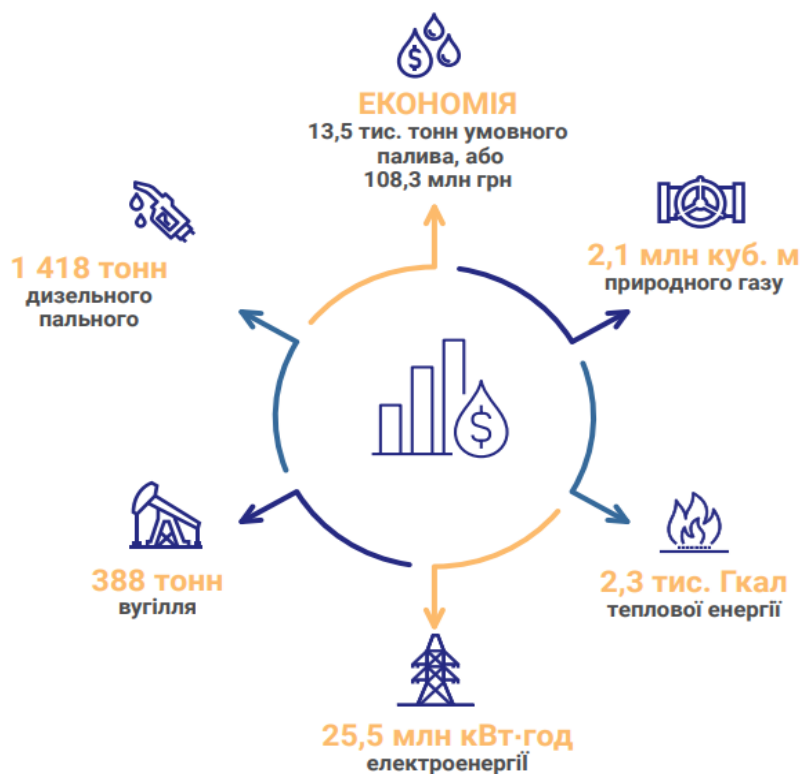 ЕКОНОМІЯ
13,5 тис. тонн умовного
палива, або
108,3 млн грн
2,1 млн куб. м
природного газу
2,3 тис. Гкал
теплової енергії
25,5 млн кВт·год
електроенергії
388 тонн
вугілля
1 418 тонн
дизельного
пального